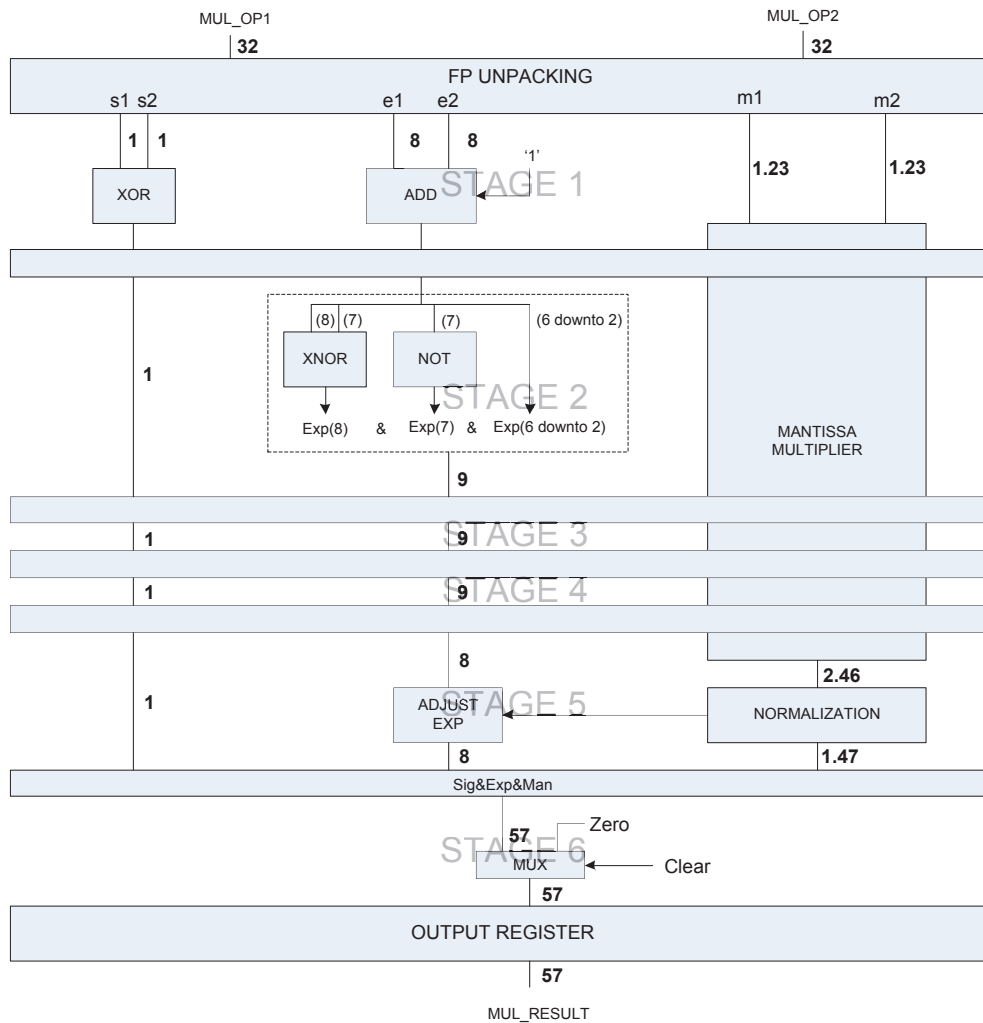 MUL_OP1 MUL_OP2
32 32
FP UNPACKING
s1 s2 e1 e2 m1 m2
1 1 8 8 '1' 1.23 1.23
STAGE 1
XOR ADD
(8) (7) (7) (6 downto 2)
XNOR NOT
1
STAGE 2
Exp(8) & Exp(7) & Exp(6 downto 2)
MANTISSA
MULTIPLIER
9
STAGE 3
1 9
STAGE 4
1 9
8 2.46
STAGE 5
1
ADJUST
EXP
NORMALIZATION
8 1.47
Sig&Exp&Man
57 Zero
STAGE 6
MUX Clear
57
OUTPUT REGISTER
57
MUL_RESULT